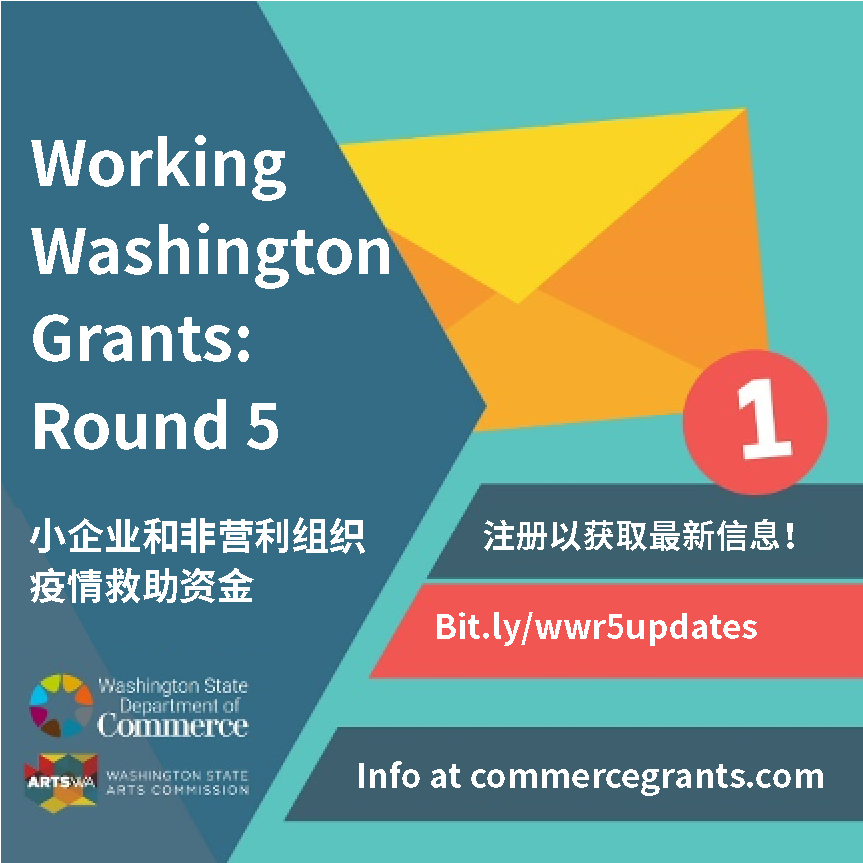 Working
Washington
Grants:
Round 5
小企业和非营利组织
疫情救助资金
1
注册以获取最新信息！
Bit.ly/wwr5updates
Info at commercegrants.com
Washington State
Department of
Commerce
ARTSWA
WASHINGTON STATE
ARTS COMMISSION